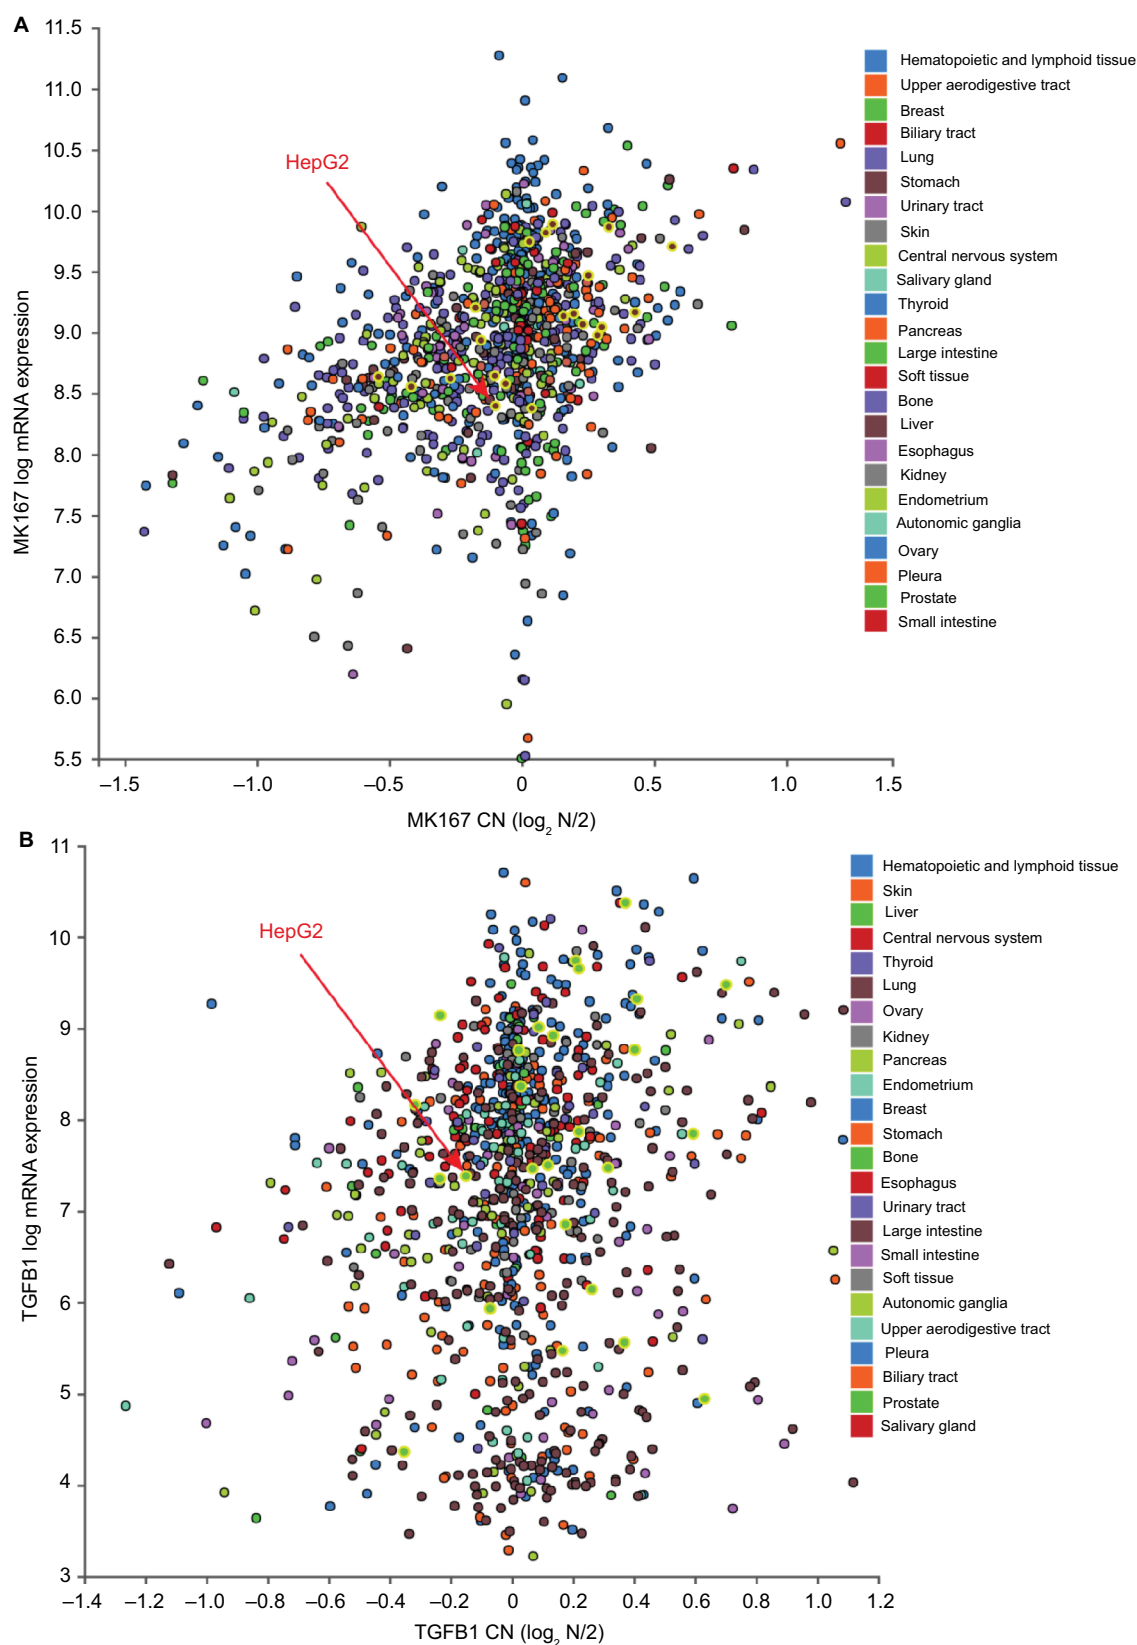 A
11.5
11.0
10.5
10.0
9.5
9.0
8.5
8.0
7.5
7.0
6.5
6.0
5.5
MK167 log mRNA expression
HepG2
–1.5 –1.0 –0.5 0 0.5 1.0 1.5
MK167 CN (log2 N/2)
Hematopoietic and lymphoid tissue
Upper aerodigestive tract
Breast
Biliary tract
Lung
Stomach
Urinary tract
Skin
Central nervous system
Salivary gland
Thyroid
Pancreas
Large intestine
Soft tissue
Bone
Liver
Esophagus
Kidney
Endometrium
Autonomic ganglia
Ovary
Pleura
Prostate
Small intestine
B
11
10
9
8
7
6
5
4
3
TGFB1 log mRNA expression
HepG2
–1.4 –1.2 –1.0 –0.8 –0.6 –0.4 –0.2 0 0.2 0.4 0.6 0.8 1.0 1.2
TGFB1 CN (log2 N/2)
Hematopoietic and lymphoid tissue
Skin
Liver
Central nervous system
Thyroid
Lung
Ovary
Kidney
Pancreas
Endometrium
Breast
Stomach
Bone
Esophagus
Urinary tract
Large intestine
Small intestine
Soft tissue
Autonomic ganglia
Upper aerodigestive tract
Pleura
Biliary tract
Prostate
Salivary gland